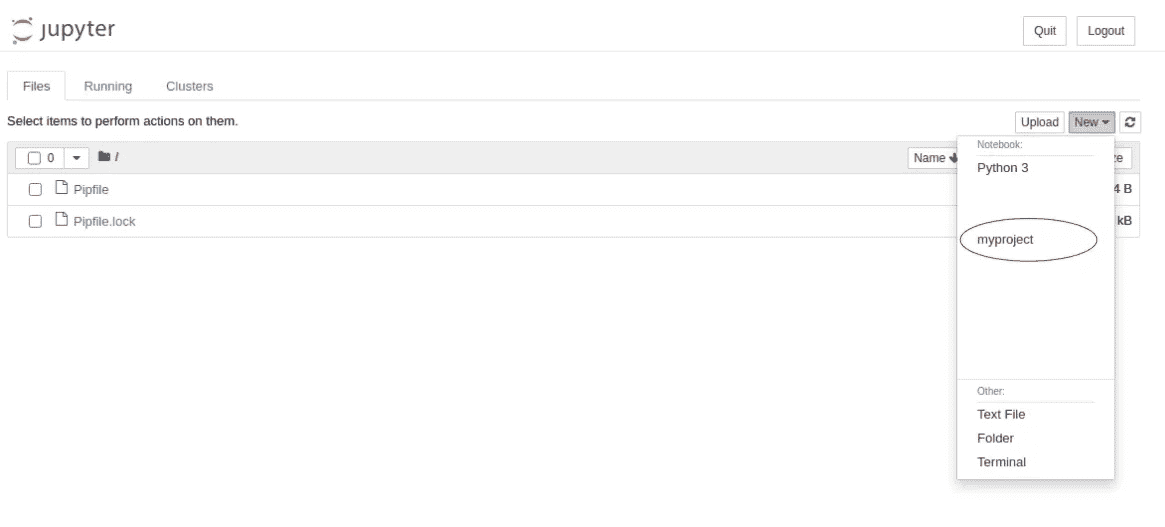 jupyter
Quit Logout
Files Running Clusters
Select items to perform actions on them.
Upload New
0 / Name
Notebook:
Python 3
Pipfile 4 B
Pipfile.lock kB
myproject
Other:
Text File
Folder
Terminal